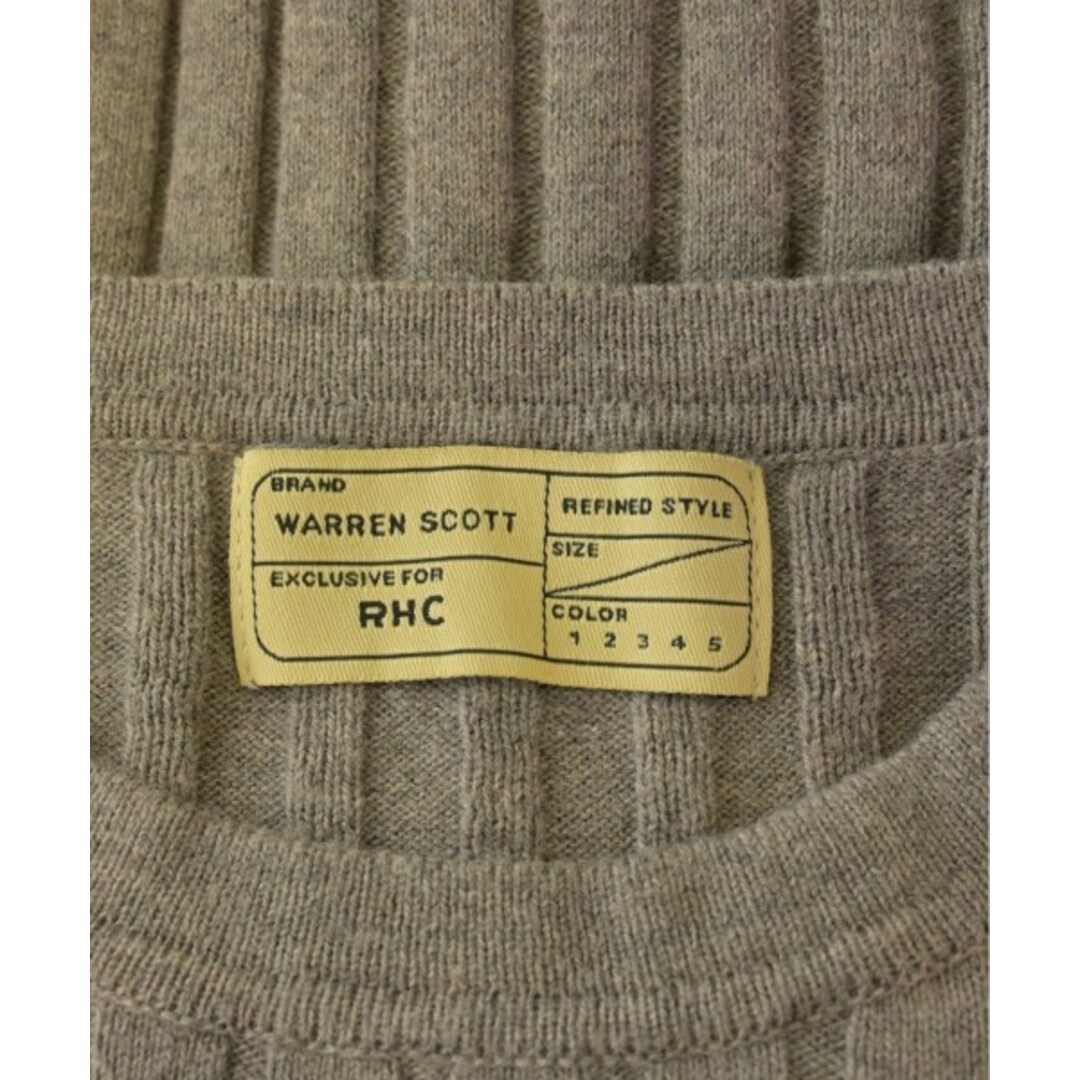 BRAND
WARREN SCOTT
EXCLUSIVE FOR
RHC
REFINED STYLE
SIZE
COLOR
1 2 3 4 5